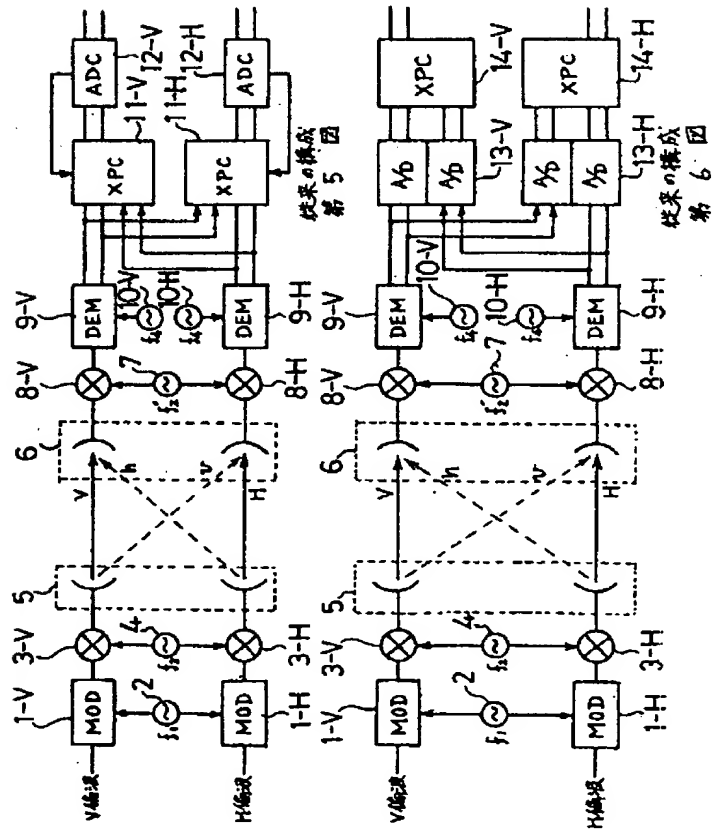 1-V
3-V
5
6
8-V
9-V
V偏波
MOD
V
h
DEM
XPC
ADC
11-V
12-V
2
f₁
4
f₂
7
f₂'
10-V
f₄
10-H
f₄
11-H
12-H
H偏波
MOD
v
H
DEM
XPC
ADC
1-H
3-H
8-H
9-H
従来の構成
第 5 図
1-V
3-V
5
6
8-V
9-V
V偏波
MOD
V
h
DEM
A/D
A/D
XPC
14-V
13-V
2
f₁
4
f₂
7
f₂'
10-V
f₄
10-H
f₄
H偏波
MOD
v
H
DEM
A/D
A/D
XPC
14-H
13-H
1-H
3-H
8-H
9-H
従来の構成
第 6 図